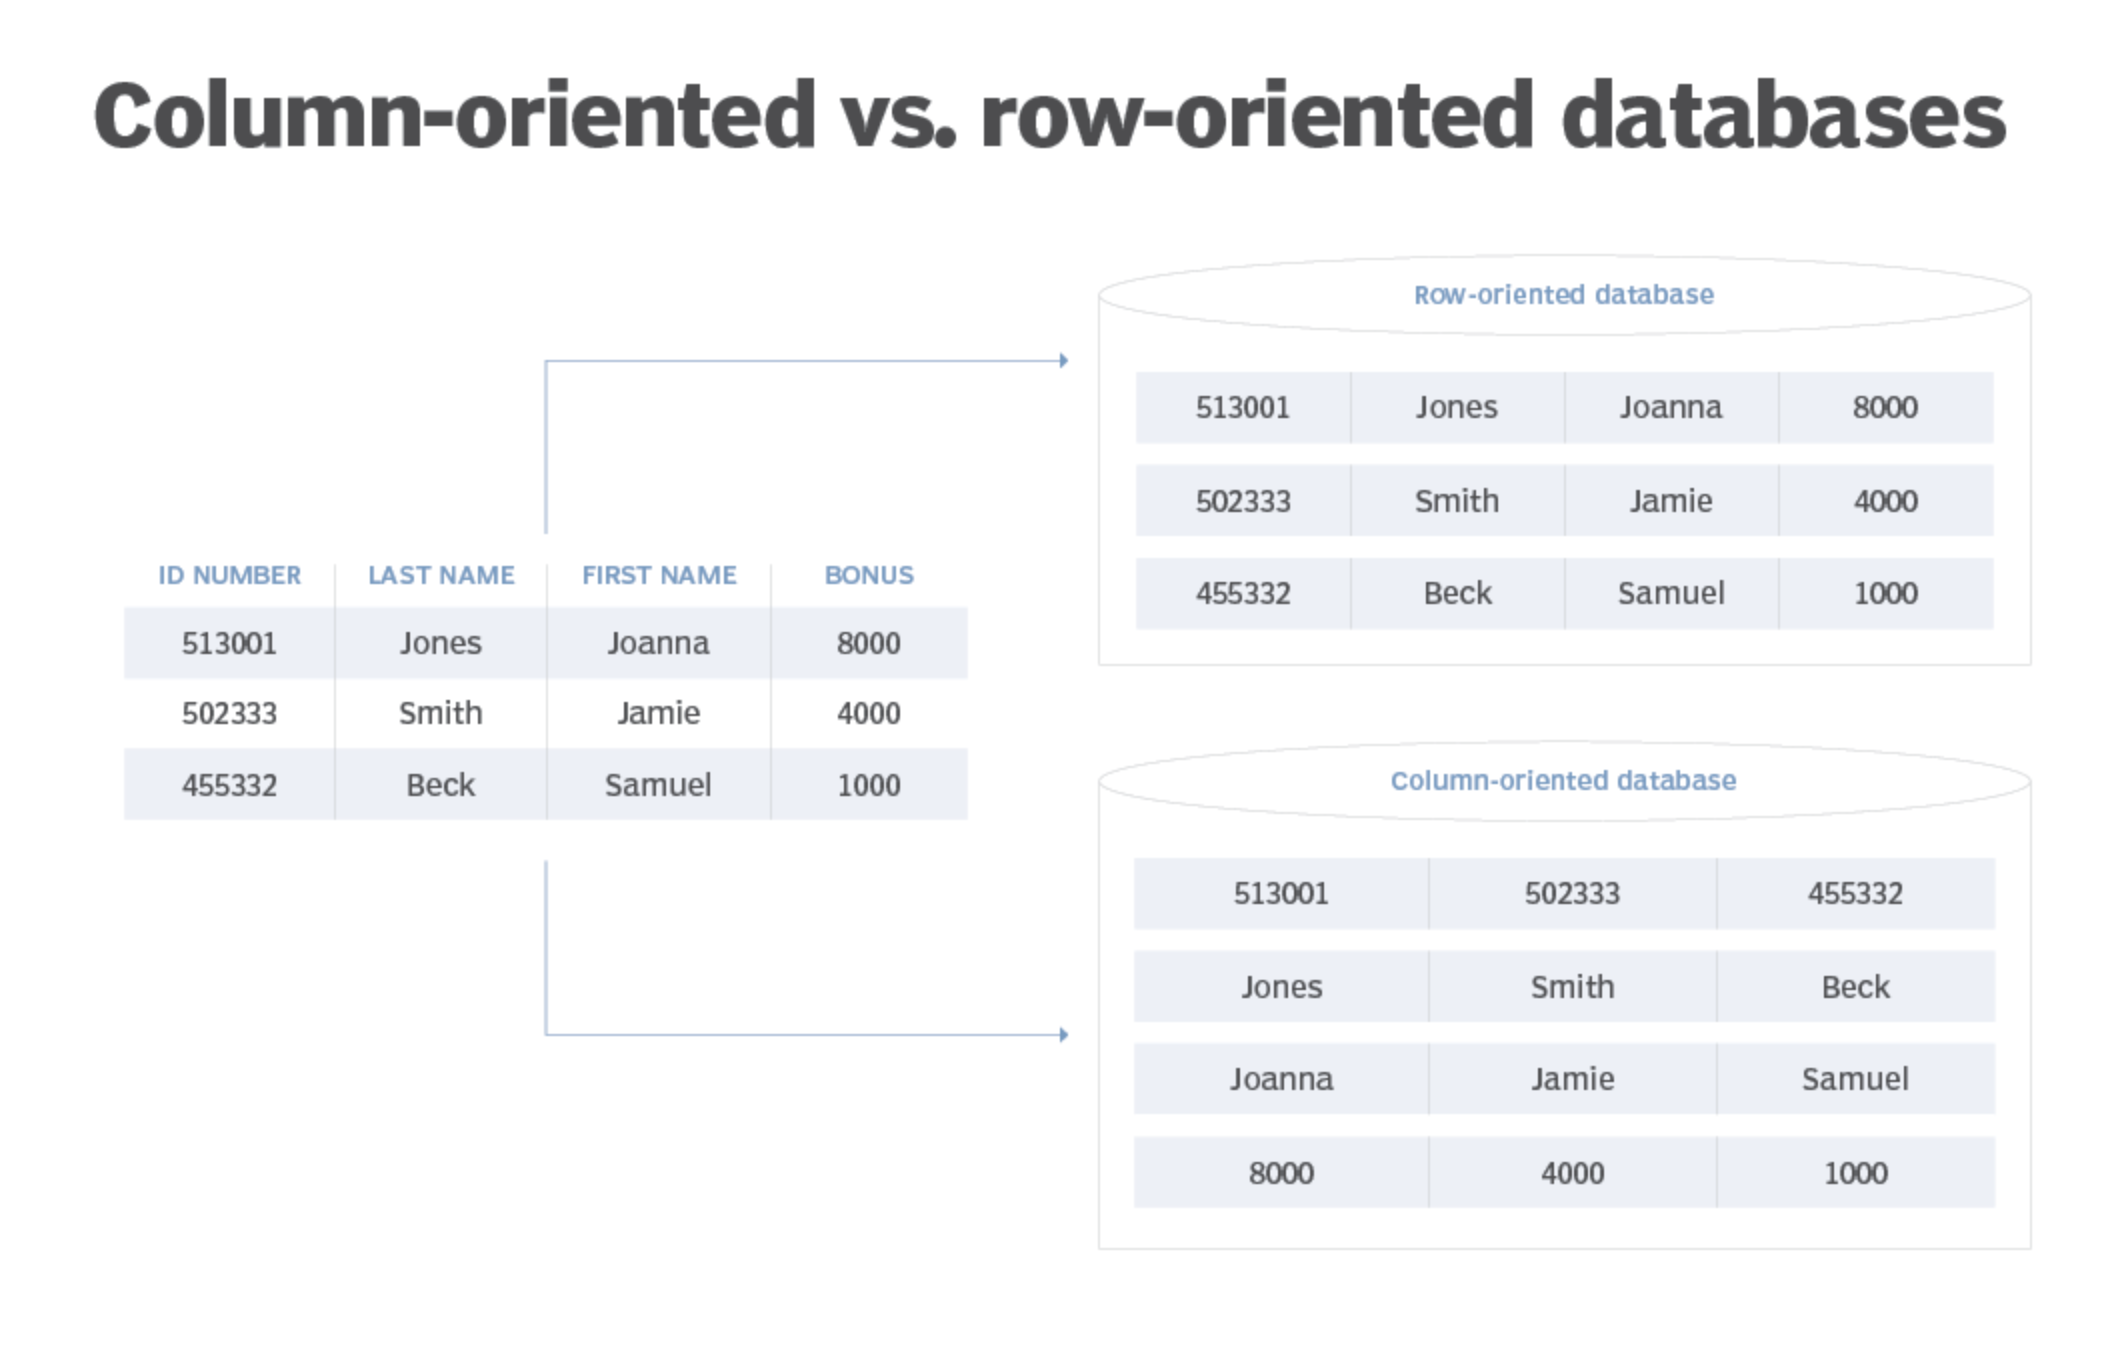 Column-oriented vs. row-oriented databases
Row-oriented database
513001 Jones Joanna 8000
502333 Smith Jamie 4000
455332 Beck Samuel 1000
ID NUMBER LAST NAME FIRST NAME BONUS
513001 Jones Joanna 8000
502333 Smith Jamie 4000
455332 Beck Samuel 1000
Column-oriented database
513001 502333 455332
Jones Smith Beck
Joanna Jamie Samuel
8000 4000 1000